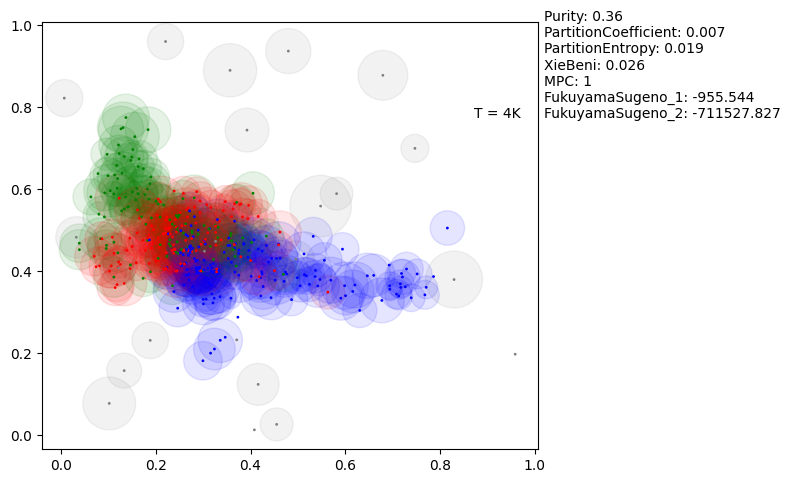 Purity: 0.36
PartitionCoefficient: 0.007
PartitionEntropy: 0.019
XieBeni: 0.026
MPC: 1
FukuyamaSugeno_1: -955.544
FukuyamaSugeno_2: -711527.827
T = 4K
1.0
0.8
0.6
0.4
0.2
0.0
0.0 0.2 0.4 0.6 0.8 1.0